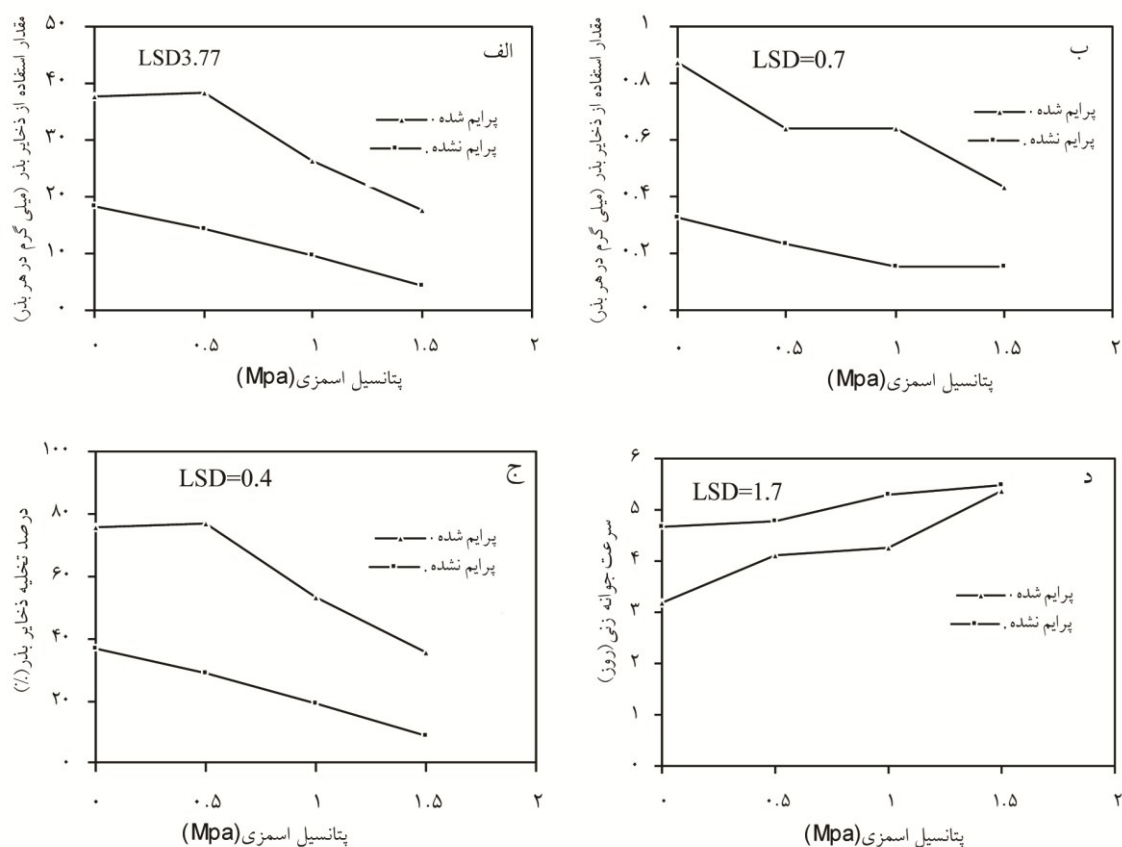 الف
LSD3.77
پرایم شده
پرایم نشده
مقدار استفاده از ذخایر بذر (میلی گرم در هر بذر)
۵۰
۴۰
۳۰
۲۰
۱۰
۰
۰ ۰.۵ ۱ ۱.۵ ۲
پتانسیل اسمزی(Mpa)
ب
LSD=0.7
پرایم شده
پرایم نشده
مقدار استفاده از ذخایر بذر (میلی گرم در هر بذر)
۱
۰.۸
۰.۶
۰.۴
۰.۲
۰
۰ ۰.۵ ۱ ۱.۵ ۲
پتانسیل اسمزی(Mpa)
ج
LSD=0.4
پرایم شده
پرایم نشده
درصد تخلیه ذخایر بذر(٪)
۱۰۰
۸۰
۶۰
۴۰
۲۰
۰
۰ ۰.۵ ۱ ۱.۵ ۲
پتانسیل اسمزی(Mpa)
د
LSD=1.7
پرایم شده
پرایم نشده
سرعت جوانه زنی(روز)
۶
۵
۴
۳
۲
۱
۰
۰ ۰.۵ ۱ ۱.۵ ۲
پتانسیل اسمزی(Mpa)